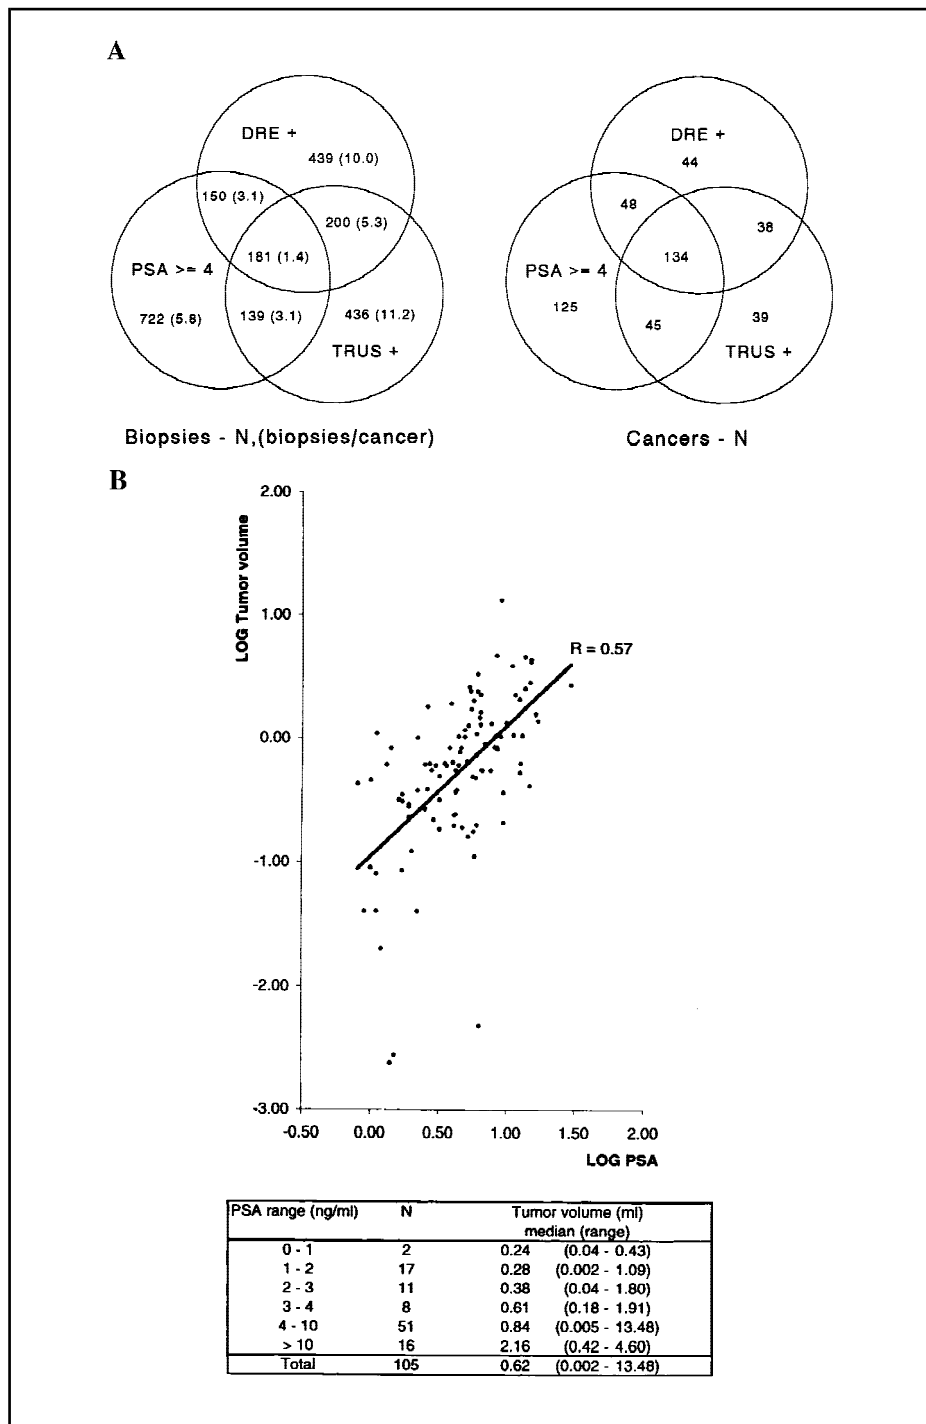 A
DRE +
439 (10.0)
150 (3.1)
200 (5.3)
181 (1.4)
PSA >= 4
722 (5.8)
139 (3.1)
436 (11.2)
TRUS +
Biopsies - N,(biopsies/cancer)
DRE +
44
48
38
134
PSA >= 4
125
45
39
TRUS +
Cancers - N
B
2.00
1.00
0.00
-1.00
-2.00
-3.00
LOG Tumor volume
R = 0.57
-0.50 0.00 0.50 1.00 1.50 2.00
LOG PSA
PSA range (ng/ml) N Tumor volume (ml)
median (range)
0 - 1 2 0.24 (0.04 - 0.43)
1 - 2 17 0.28 (0.002 - 1.09)
2 - 3 11 0.38 (0.04 - 1.80)
3 - 4 8 0.61 (0.18 - 1.91)
4 - 10 51 0.84 (0.005 - 13.48)
> 10 16 2.16 (0.42 - 4.60)
Total 105 0.62 (0.002 - 13.48)